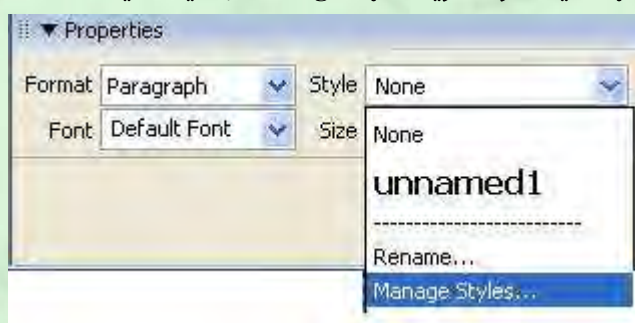 Properties
Format Paragraph Style None
Font Default Font Size None
unnamed1
--------------------------
Rename...
Manage Styles...